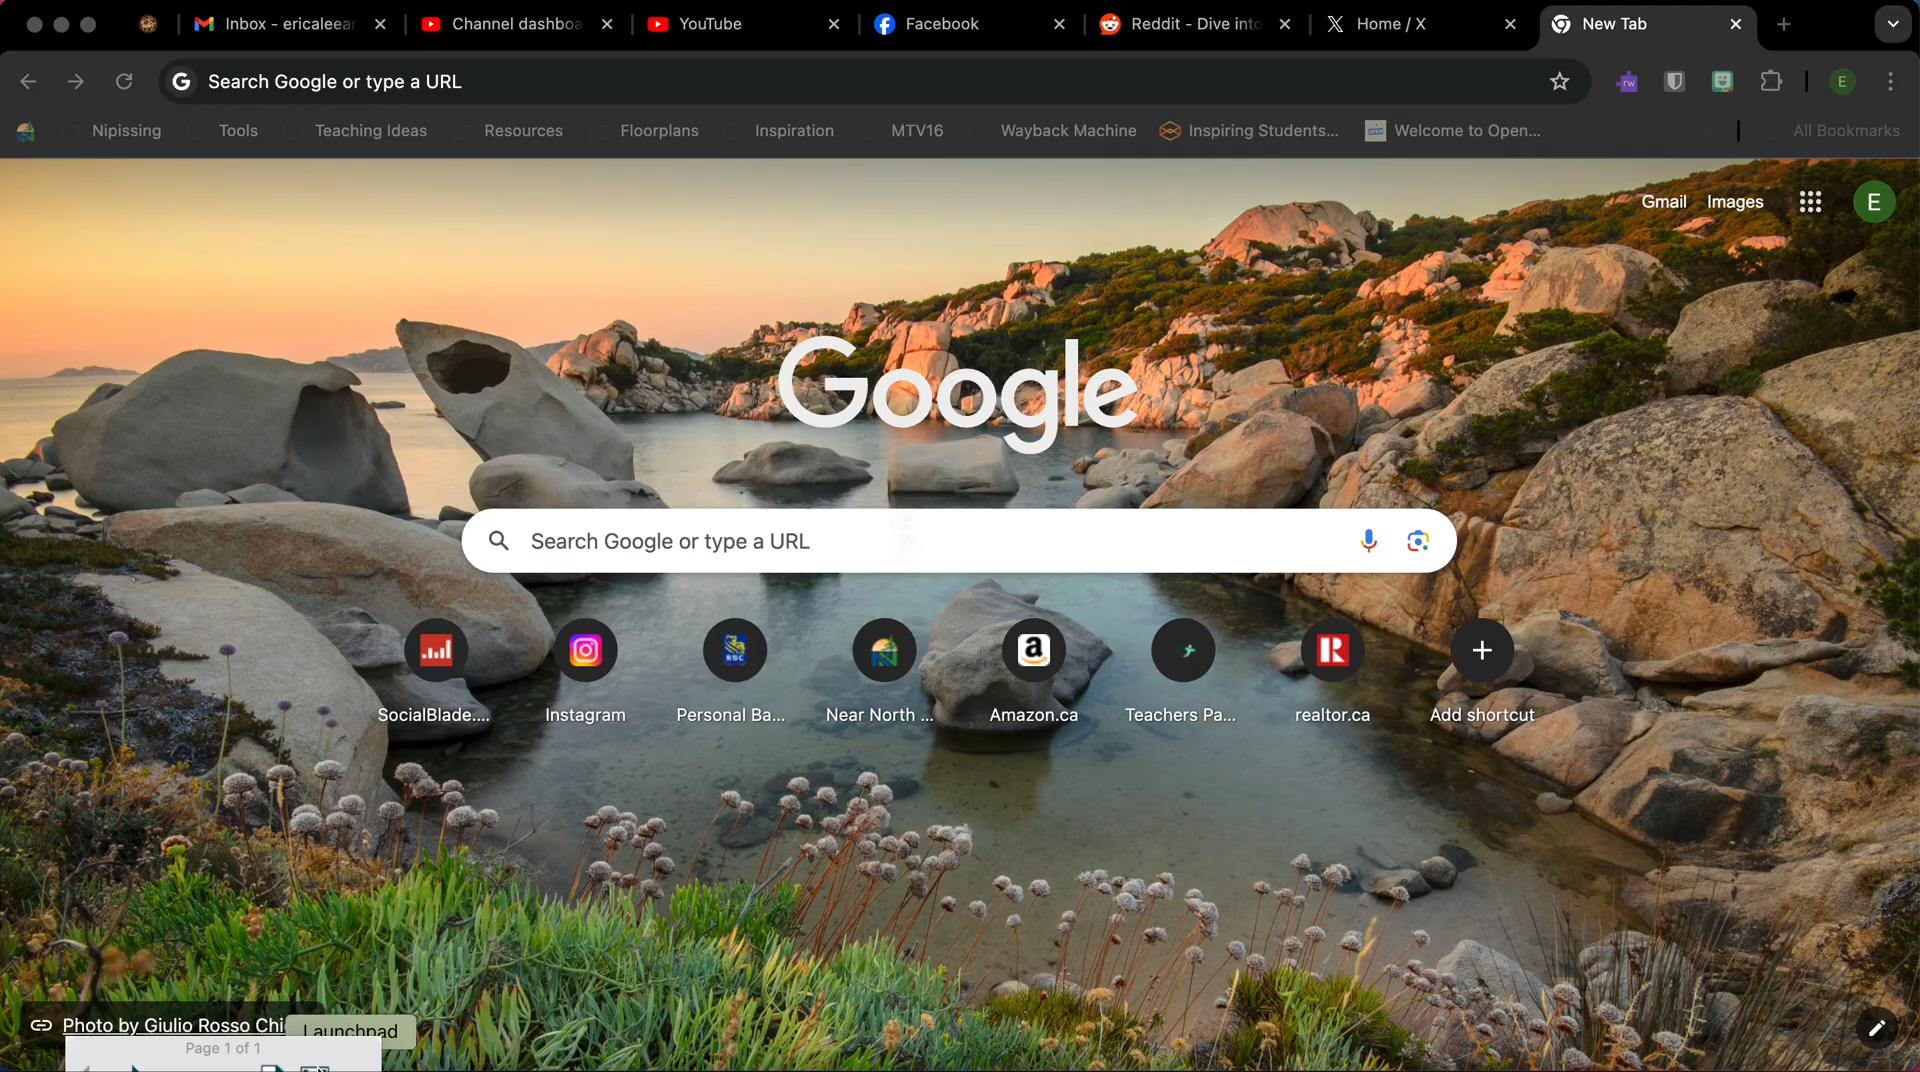 Inbox - ericaleear
Channel dashboa
YouTube
Facebook
Reddit - Dive into
Home / X
New Tab
Search Google or type a URL
rw
E
Nipissing
Tools
Teaching Ideas
Resources
Floorplans
Inspiration
MTV16
Wayback Machine
Inspiring Students...
Welcome to Open...
All Bookmarks
Gmail
Images
E
Google
Search Google or type a URL
SocialBlade....
Instagram
Personal Ba...
Near North ...
Amazon.ca
Teachers Pa...
realtor.ca
Add shortcut
Photo by Giulio Rosso Chi
Launchpad
Page 1 of 1